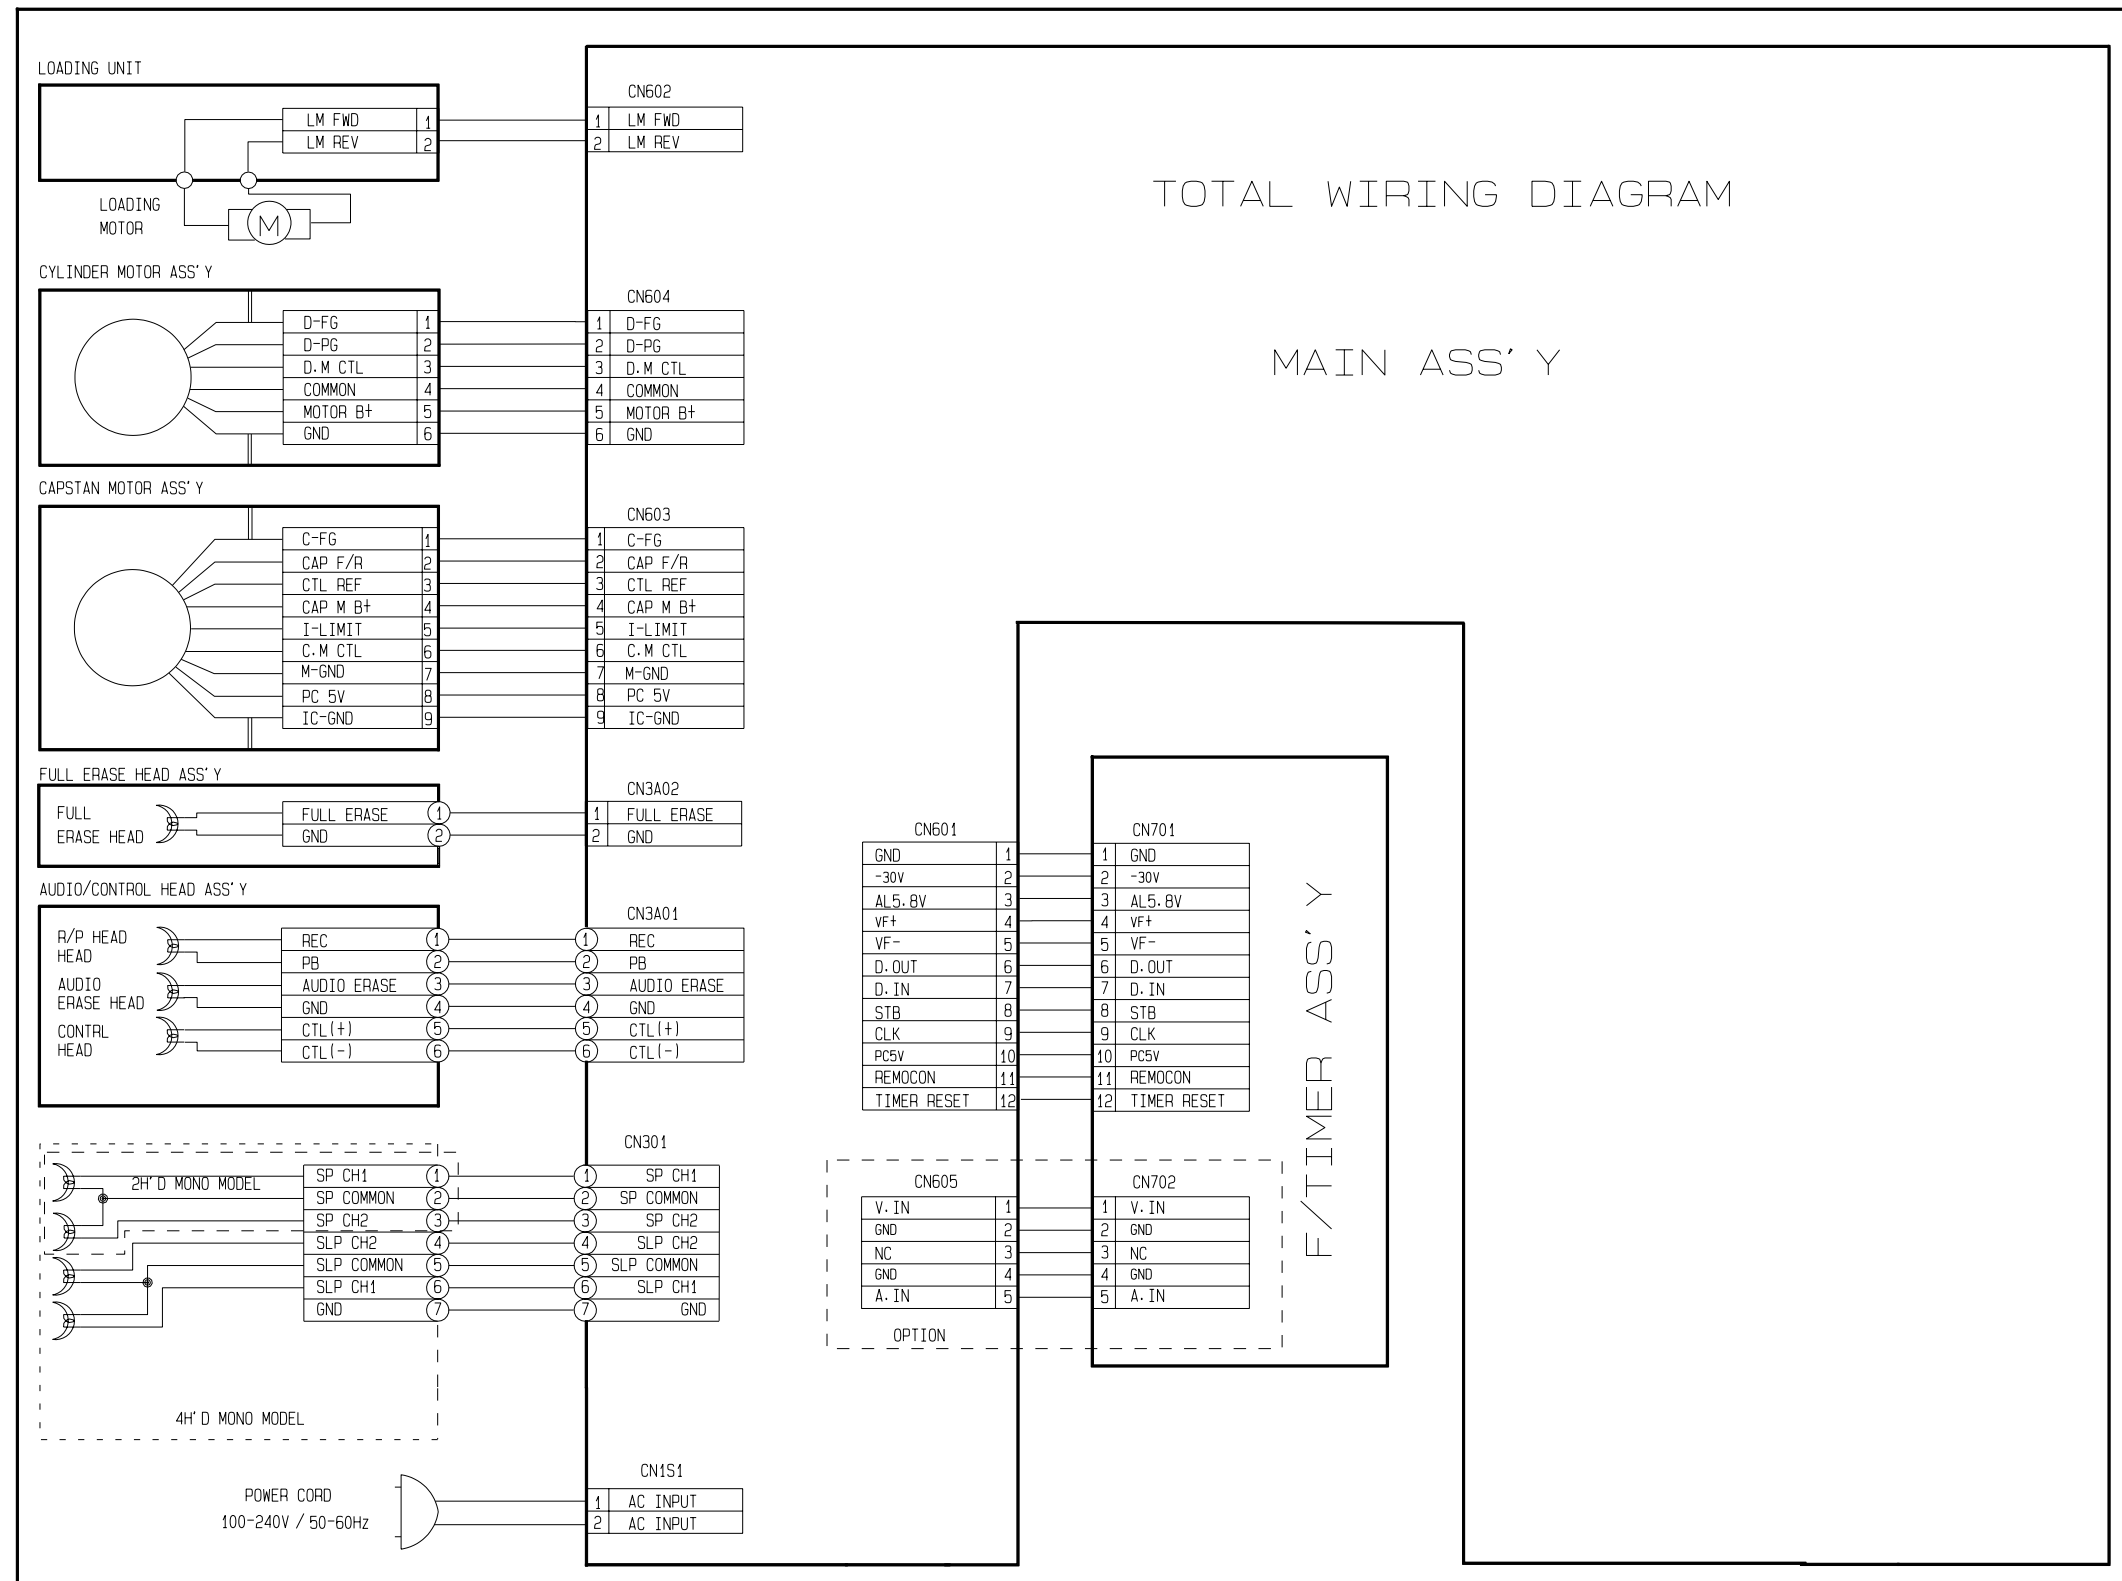 TOTAL WIRING DIAGRAM
MAIN ASS'Y
LOADING UNIT
LM FWD 1
LM REV 2
LOADING
MOTOR
M
CN602
1 LM FWD
2 LM REV
CYLINDER MOTOR ASS'Y
D-FG 1
D-PG 2
D.M CTL 3
COMMON 4
MOTOR B+ 5
GND 6
CN604
1 D-FG
2 D-PG
3 D.M CTL
4 COMMON
5 MOTOR B+
6 GND
CAPSTAN MOTOR ASS'Y
C-FG 1
CAP F/R 2
CTL REF 3
CAP M B+ 4
I-LIMIT 5
C.M CTL 6
M-GND 7
PC 5V 8
IC-GND 9
CN603
1 C-FG
2 CAP F/R
3 CTL REF
4 CAP M B+
5 I-LIMIT
6 C.M CTL
7 M-GND
8 PC 5V
9 IC-GND
FULL ERASE HEAD ASS'Y
FULL
ERASE HEAD
FULL ERASE 1
GND 2
CN3A02
1 FULL ERASE
2 GND
AUDIO/CONTROL HEAD ASS'Y
R/P HEAD
HEAD
AUDIO
ERASE HEAD
CONTRL
HEAD
REC 1
PB 2
AUDIO ERASE 3
GND 4
CTL(+) 5
CTL(-) 6
CN3A01
1 REC
2 PB
3 AUDIO ERASE
4 GND
5 CTL(+)
6 CTL(-)
2H'D MONO MODEL
SP CH1 1
SP COMMON 2
SP CH2 3
SLP CH2 4
SLP COMMON 5
SLP CH1 6
GND 7
4H'D MONO MODEL
CN301
1 SP CH1
2 SP COMMON
3 SP CH2
4 SLP CH2
5 SLP COMMON
6 SLP CH1
7 GND
POWER CORD
100-240V / 50-60Hz
CN1S1
1 AC INPUT
2 AC INPUT
CN601
GND 1
-30V 2
AL5.8V 3
VF+ 4
VF- 5
D.OUT 6
D.IN 7
STB 8
CLK 9
PC5V 10
REMOCON 11
TIMER RESET 12
CN701
1 GND
2 -30V
3 AL5.8V
4 VF+
5 VF-
6 D.OUT
7 D.IN
8 STB
9 CLK
10 PC5V
11 REMOCON
12 TIMER RESET
CN605
V.IN 1
GND 2
NC 3
GND 4
A.IN 5
OPTION
CN702
1 V.IN
2 GND
3 NC
4 GND
5 A.IN
F/TIMER ASS'Y